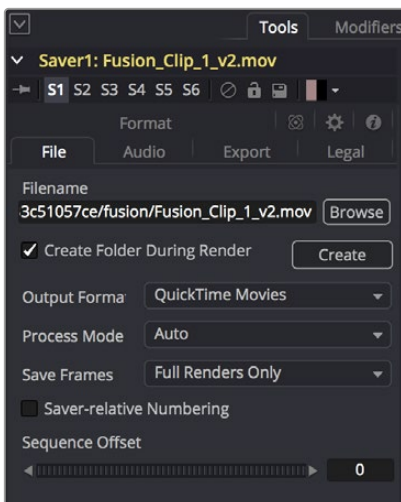 Tools Modifiers
Saver1: Fusion_Clip_1_v2.mov
S1 S2 S3 S4 S5 S6
Format
File Audio Export Legal
Filename
3c51057ce/fusion/Fusion_Clip_1_v2.mov Browse
Create Folder During Render Create
Output Forma QuickTime Movies
Process Mode Auto
Save Frames Full Renders Only
Saver-relative Numbering
Sequence Offset
0